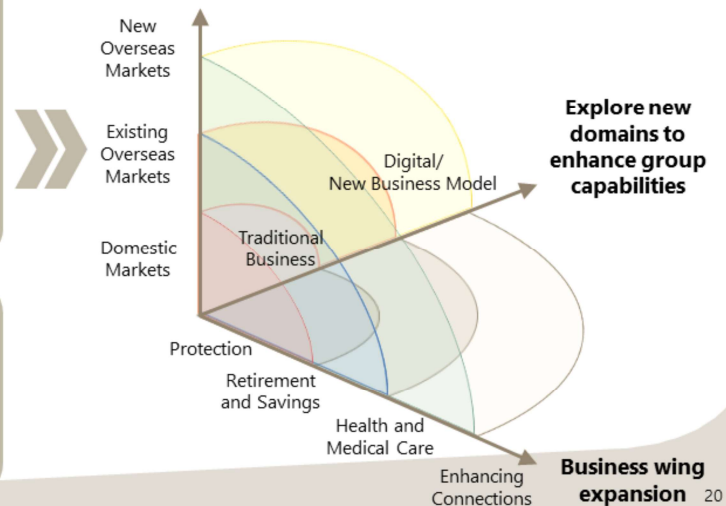 New
Overseas
Markets
Existing
Overseas
Markets
Domestic
Markets
Digital/
New Business Model
Traditional
Business
Explore new
domains to
enhance group
capabilities
Protection
Retirement
and Savings
Health and
Medical Care
Enhancing
Connections
Business wing
expansion
20